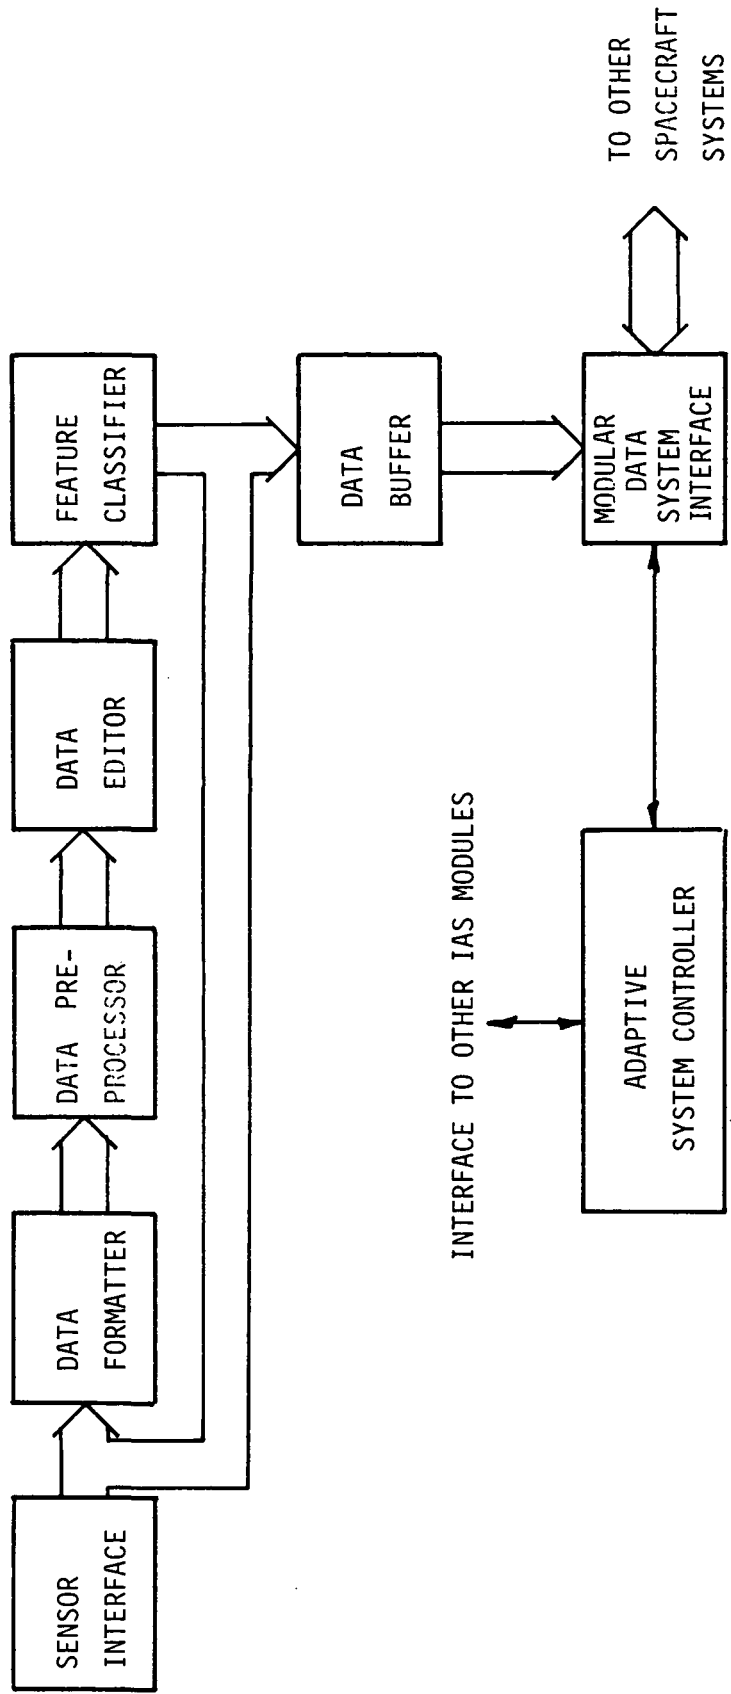 SENSOR
INTERFACE
DATA
FORMATTER
DATA PRE-
PROCESSOR
DATA
EDITOR
FEATURE
CLASSIFIER
DATA
BUFFER
INTERFACE TO OTHER IAS MODULES
ADAPTIVE
SYSTEM CONTROLLER
MODULAR
DATA
SYSTEM
INTERFACE
TO OTHER
SPACECRAFT
SYSTEMS